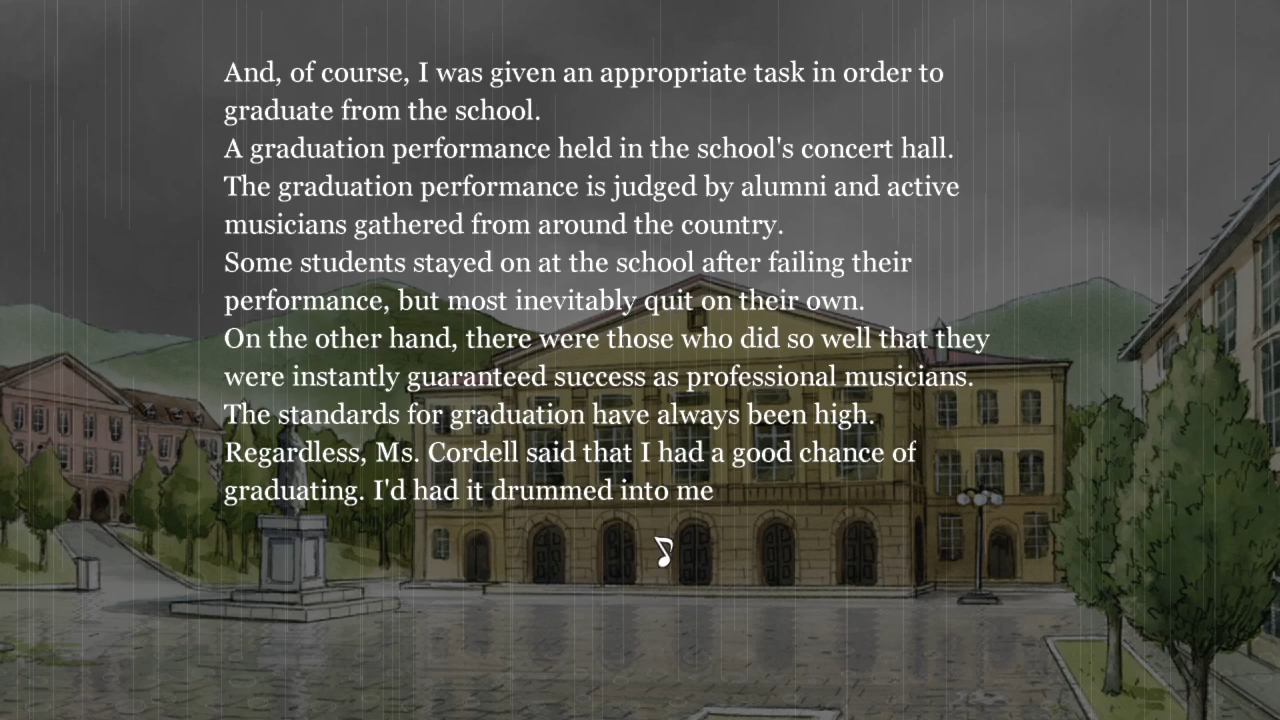 And, of course, I was given an appropriate task in order to
graduate from the school.
A graduation performance held in the school's concert hall.
The graduation performance is judged by alumni and active
musicians gathered from around the country.
Some students stayed on at the school after failing their
performance, but most inevitably quit on their own.
On the other hand, there were those who did so well that they
were instantly guaranteed success as professional musicians.
The standards for graduation have always been high.
Regardless, Ms. Cordell said that I had a good chance of
graduating. I'd had it drummed into me